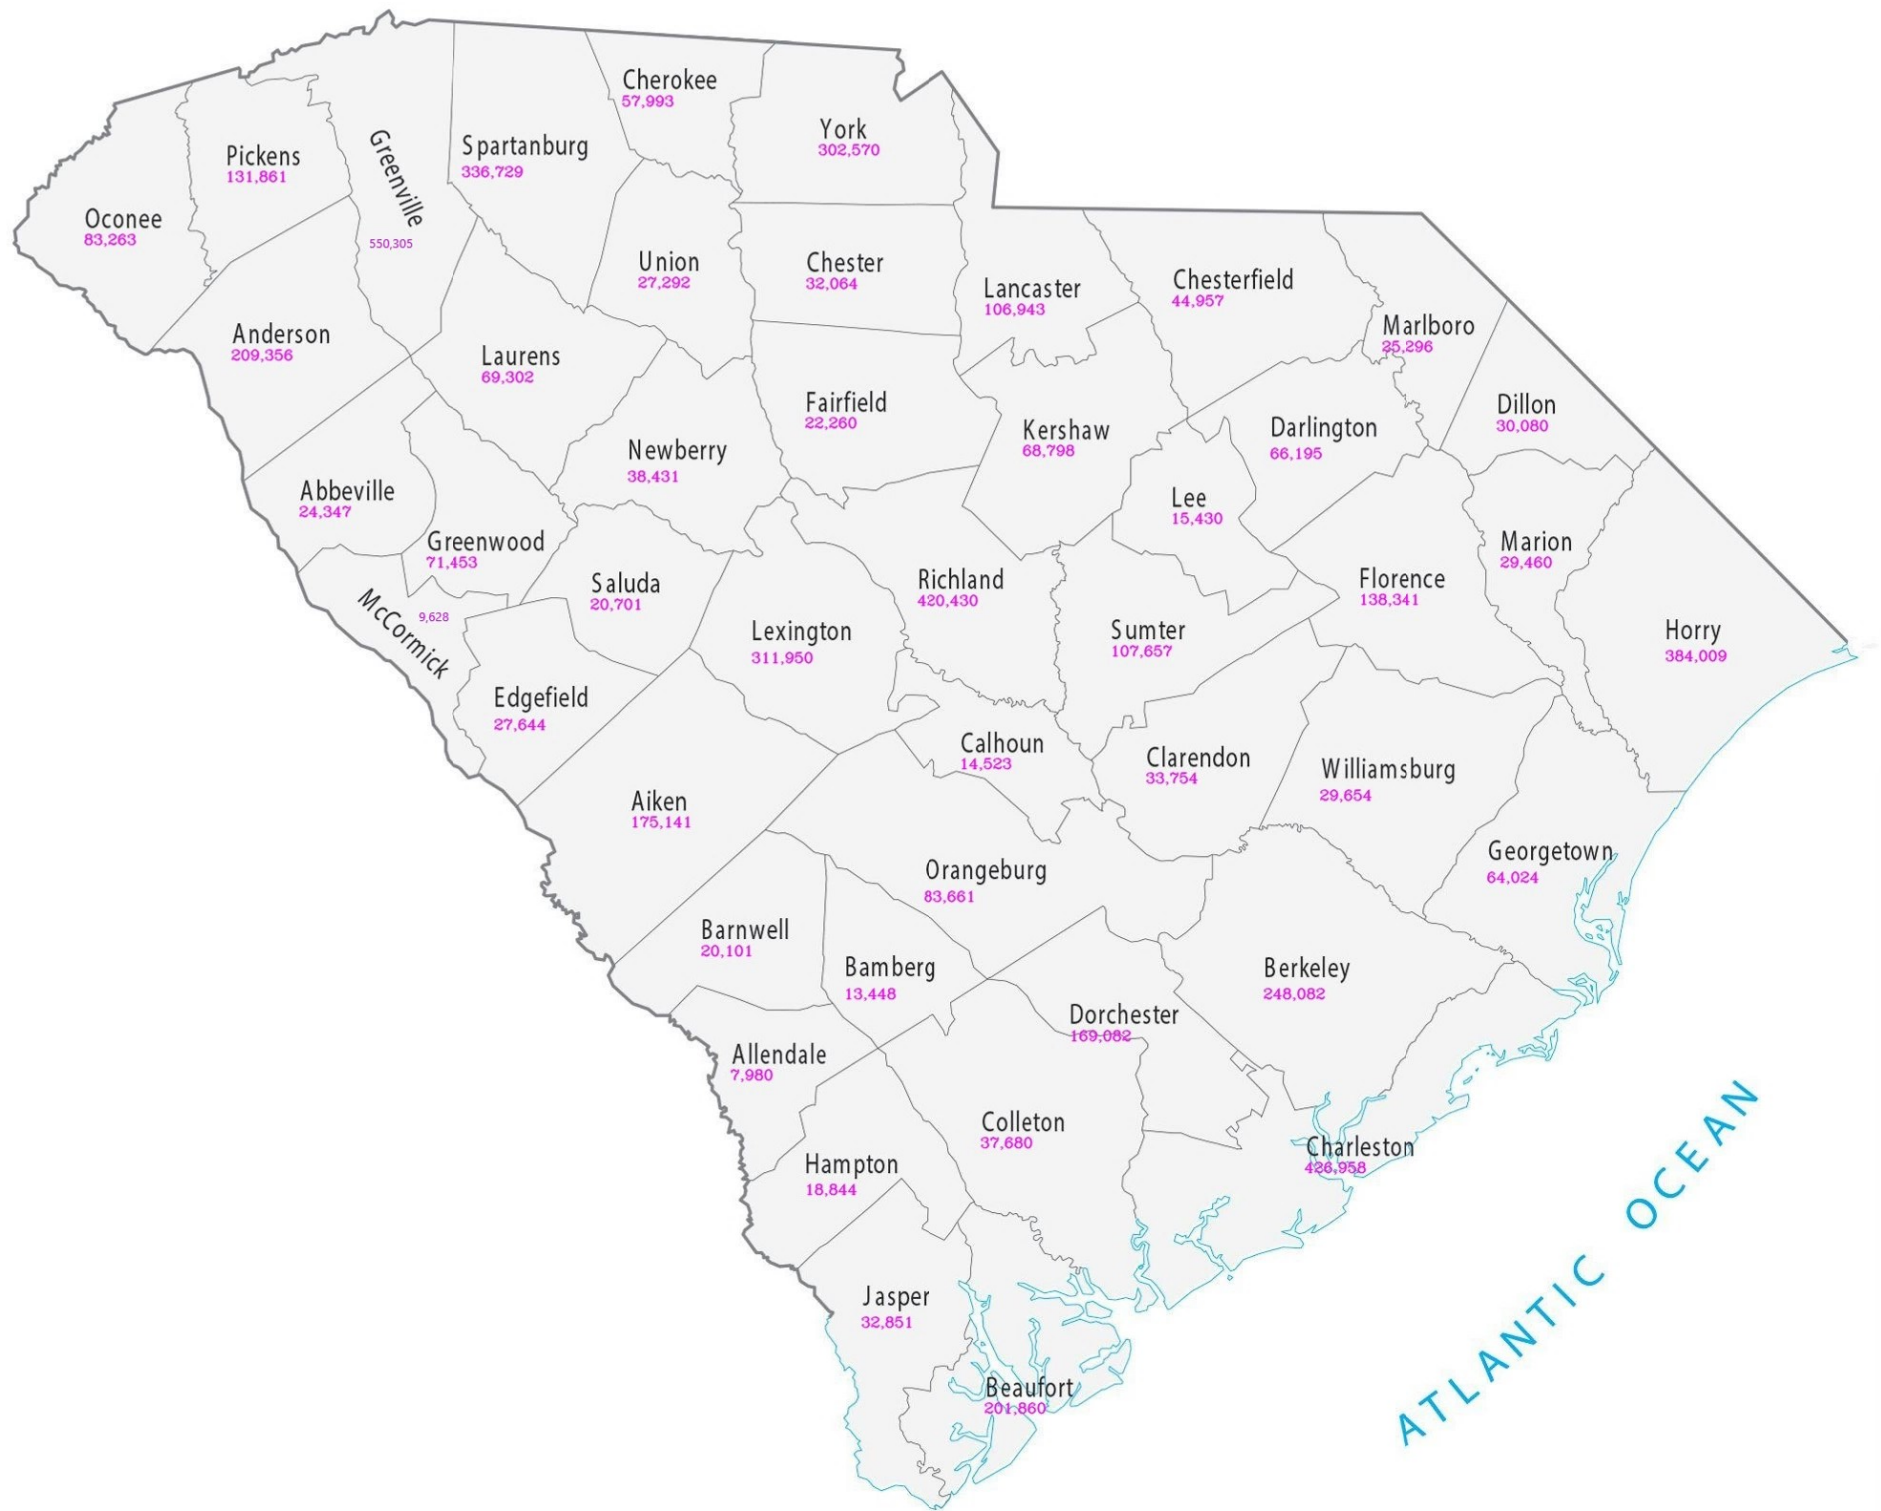 Cherokee
57,993
York
302,570
Spartanburg
336,729
Greenville
550,305
Pickens
131,861
Oconee
83,263
Union
27,292
Chester
32,064
Lancaster
106,943
Chesterfield
44,957
Marlboro
25,296
Anderson
209,356
Laurens
69,302
Fairfield
22,260
Dillon
30,080
Kershaw
68,798
Darlington
66,195
Newberry
38,431
Abbeville
24,347
Lee
15,430
Greenwood
71,453
Marion
29,460
Saluda
20,701
Richland
420,430
Florence
138,341
McCormick
9,628
Lexington
311,950
Sumter
107,657
Horry
384,009
Edgefield
27,644
Calhoun
14,523
Clarendon
33,754
Williamsburg
29,654
Aiken
175,141
Georgetown
64,024
Orangeburg
83,661
Barnwell
20,101
Bamberg
13,448
Berkeley
248,082
Dorchester
169,082
Allendale
7,980
Colleton
37,680
Charleston
426,958
Hampton
18,844
Jasper
32,851
Beaufort
201,860
ATLANTIC OCEAN